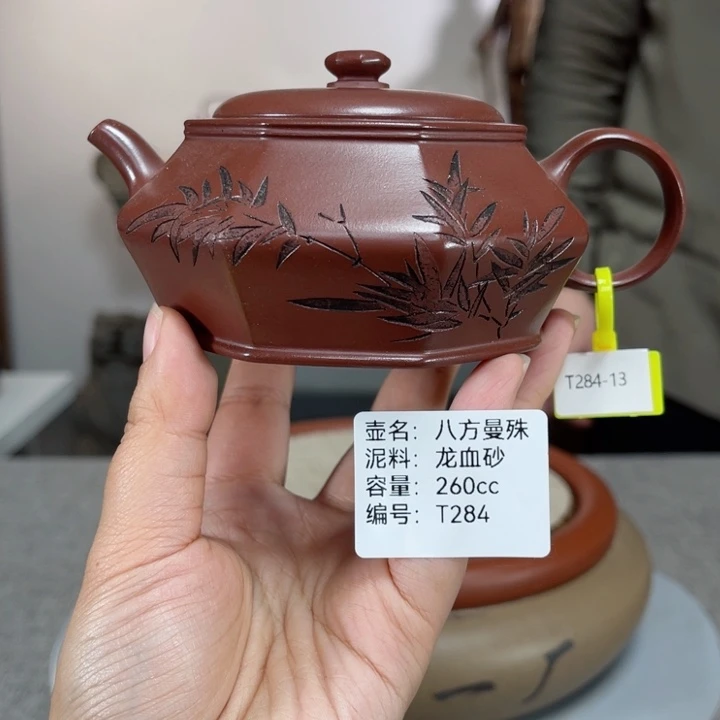 T284-13
壶名：八方曼殊
泥料：龙血砂
容量：260cc
编号：T284